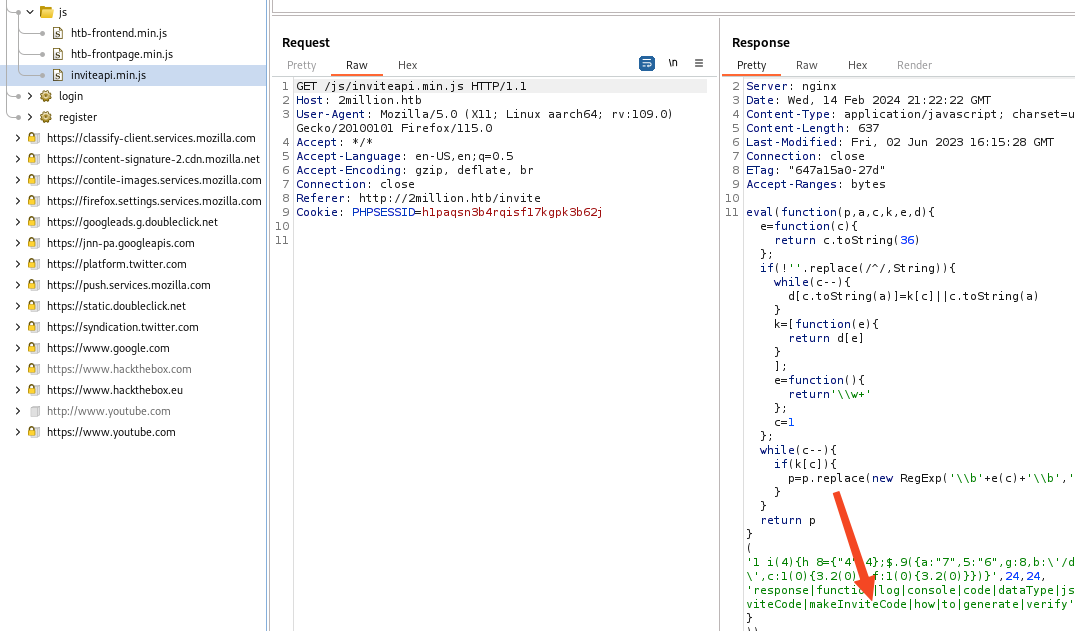 js
htb-frontend.min.js
htb-frontpage.min.js
inviteapi.min.js
login
register
https://classify-client.services.mozilla.com
https://content-signature-2.cdn.mozilla.net
https://contile-images.services.mozilla.com
https://firefox.settings.services.mozilla.com
https://googleads.g.doubleclick.net
https://jnn-pa.googleapis.com
https://platform.twitter.com
https://push.services.mozilla.com
https://static.doubleclick.net
https://syndication.twitter.com
https://www.google.com
https://www.hackthebox.com
https://www.hackthebox.eu
http://www.youtube.com
https://www.youtube.com
Request
Pretty Raw Hex \n
1 GET /js/inviteapi.min.js HTTP/1.1
2 Host: 2million.htb
3 User-Agent: Mozilla/5.0 (X11; Linux aarch64; rv:109.0)
Gecko/20100101 Firefox/115.0
4 Accept: */*
5 Accept-Language: en-US,en;q=0.5
6 Accept-Encoding: gzip, deflate, br
7 Connection: close
8 Referer: http://2million.htb/invite
9 Cookie: PHPSESSID=h1paqsn3b4rqisf17kgpk3b62j
10
11
Response
Pretty Raw Hex Render
2 Server: nginx
3 Date: Wed, 14 Feb 2024 21:22:22 GMT
4 Content-Type: application/javascript; charset=u
5 Content-Length: 637
6 Last-Modified: Fri, 02 Jun 2023 16:15:28 GMT
7 Connection: close
8 ETag: "647a15a0-27d"
9 Accept-Ranges: bytes
10
11 eval(function(p,a,c,k,e,d){
e=function(c){
return c.toString(36)
};
if(!''.replace(/^/,String)){
while(c--){
d[c.toString(a)]=k[c]||c.toString(a)
}
k=[function(e){
return d[e]
}
];
e=function(){
return'\\w+'
};
c=1
};
while(c--){
if(k[c]){
p=p.replace(new RegExp('\\b'+e(c)+'\\b','
}
}
return p
}
(
'1 i(4){h 8={"4":4};$.9({a:"7",5:"6",g:8,b:\'/d
\',c:1(0){3.2(0) f:1(0){3.2(0)}})}',24,24,
'response|function|log|console|code|dataType|js
viteCode|makeInviteCode|how|to|generate|verify'
}
))